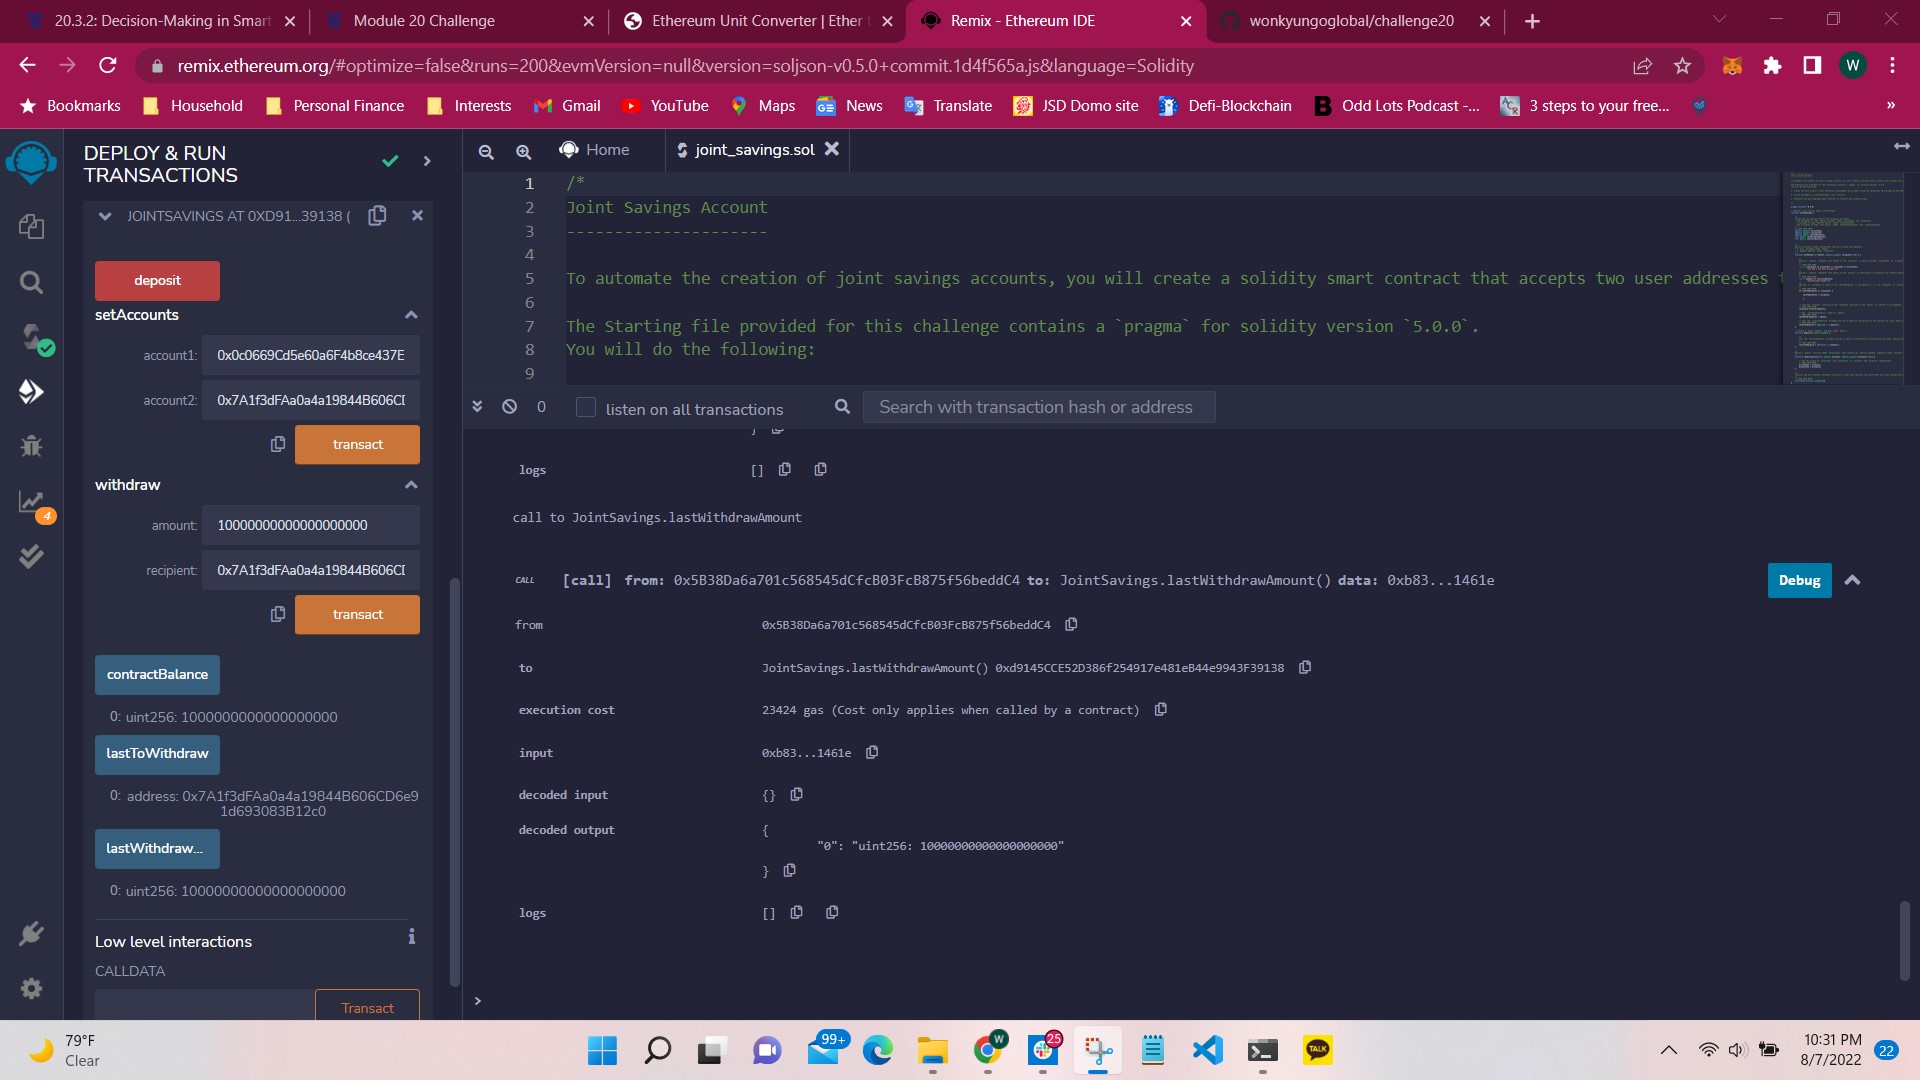 20.3.2: Decision-Making in Smart
Module 20 Challenge
Ethereum Unit Converter | Ether
Remix - Ethereum IDE
wonkyungoglobal/challenge20
remix.ethereum.org/#optimize=false&runs=200&evmVersion=null&version=soljson-v0.5.0+commit.1d4f565a.js&language=Solidity
W
Bookmarks
Household
Personal Finance
Interests
Gmail
YouTube
Maps
News
Translate
JSD Domo site
Defi-Blockchain
Odd Lots Podcast -...
3 steps to your free...
»
DEPLOY & RUN
TRANSACTIONS
JOINTSAVINGS AT 0XD91...39138 (
deposit
setAccounts
account1: 0x0c0669Cd5e60a6F4b8ce437E
account2: 0x7A1f3dFAa0a4a19844B606CD
transact
withdraw
amount: 10000000000000000000
recipient: 0x7A1f3dFAa0a4a19844B606CD
transact
contractBalance
0: uint256: 1000000000000000000
lastToWithdraw
0: address: 0x7A1f3dFAa0a4a19844B606CD6e9
1d693083B12c0
lastWithdraw...
0: uint256: 10000000000000000000
Low level interactions
i
CALLDATA
Transact
4
Home
joint_savings.sol
1 /*
2 Joint Savings Account
3 ---------------------
4
5 To automate the creation of joint savings accounts, you will create a solidity smart contract that accepts two user addresses
6
7 The Starting file provided for this challenge contains a `pragma` for solidity version `5.0.0`.
8 You will do the following:
9
0
listen on all transactions
Search with transaction hash or address
}
logs []
call to JointSavings.lastWithdrawAmount
CALL [call] from: 0x5B38Da6a701c568545dCfcB03FcB875f56beddC4 to: JointSavings.lastWithdrawAmount() data: 0xb83...1461e
Debug
from 0x5B38Da6a701c568545dCfcB03FcB875f56beddC4
to JointSavings.lastWithdrawAmount() 0xd9145CCE52D386f254917e481eB44e9943F39138
execution cost 23424 gas (Cost only applies when called by a contract)
input 0xb83...1461e
decoded input {}
decoded output {
"0": "uint256: 10000000000000000000"
}
logs []
>
79°F
Clear
99+
W
25
TALK
10:31 PM
8/7/2022
22